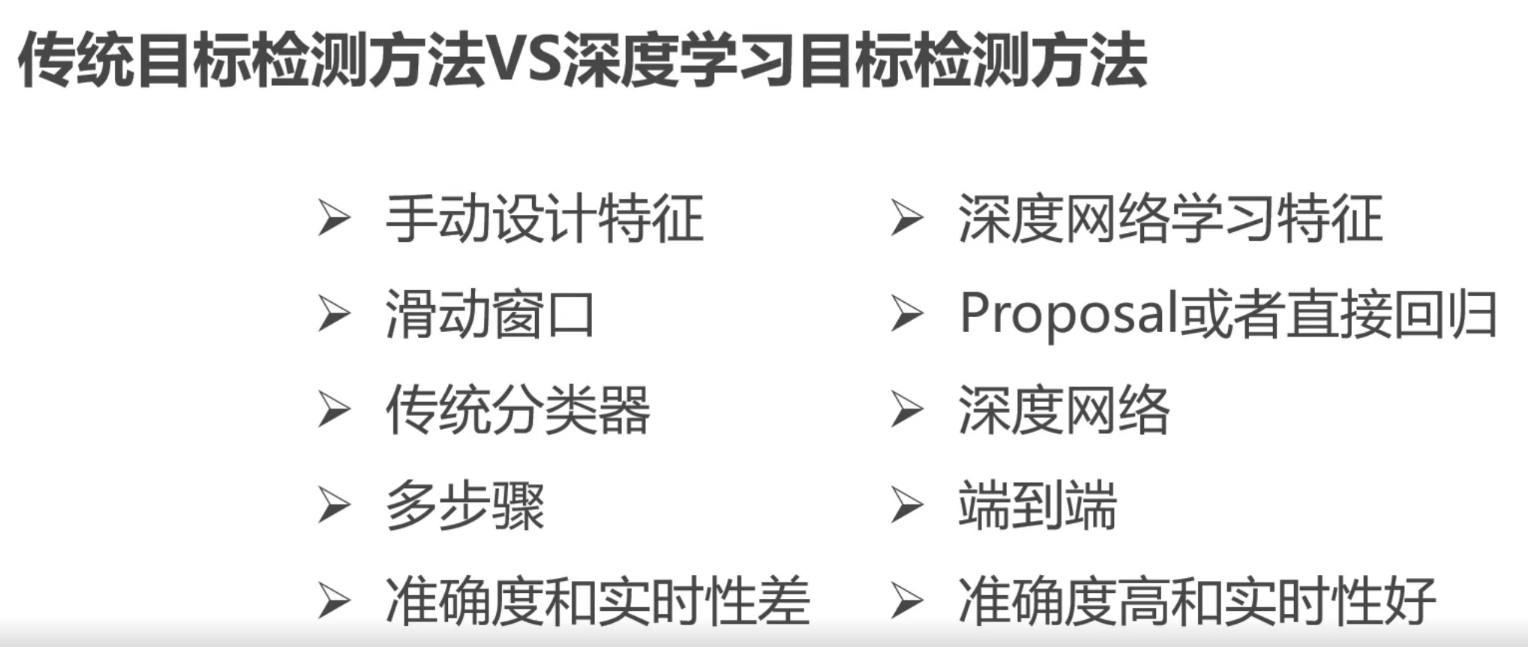 传统目标检测方法VS深度学习目标检测方法
手动设计特征
滑动窗口
传统分类器
多步骤
准确度和实时性差
深度网络学习特征
Proposal或者直接回归
深度网络
端到端
准确度高和实时性好